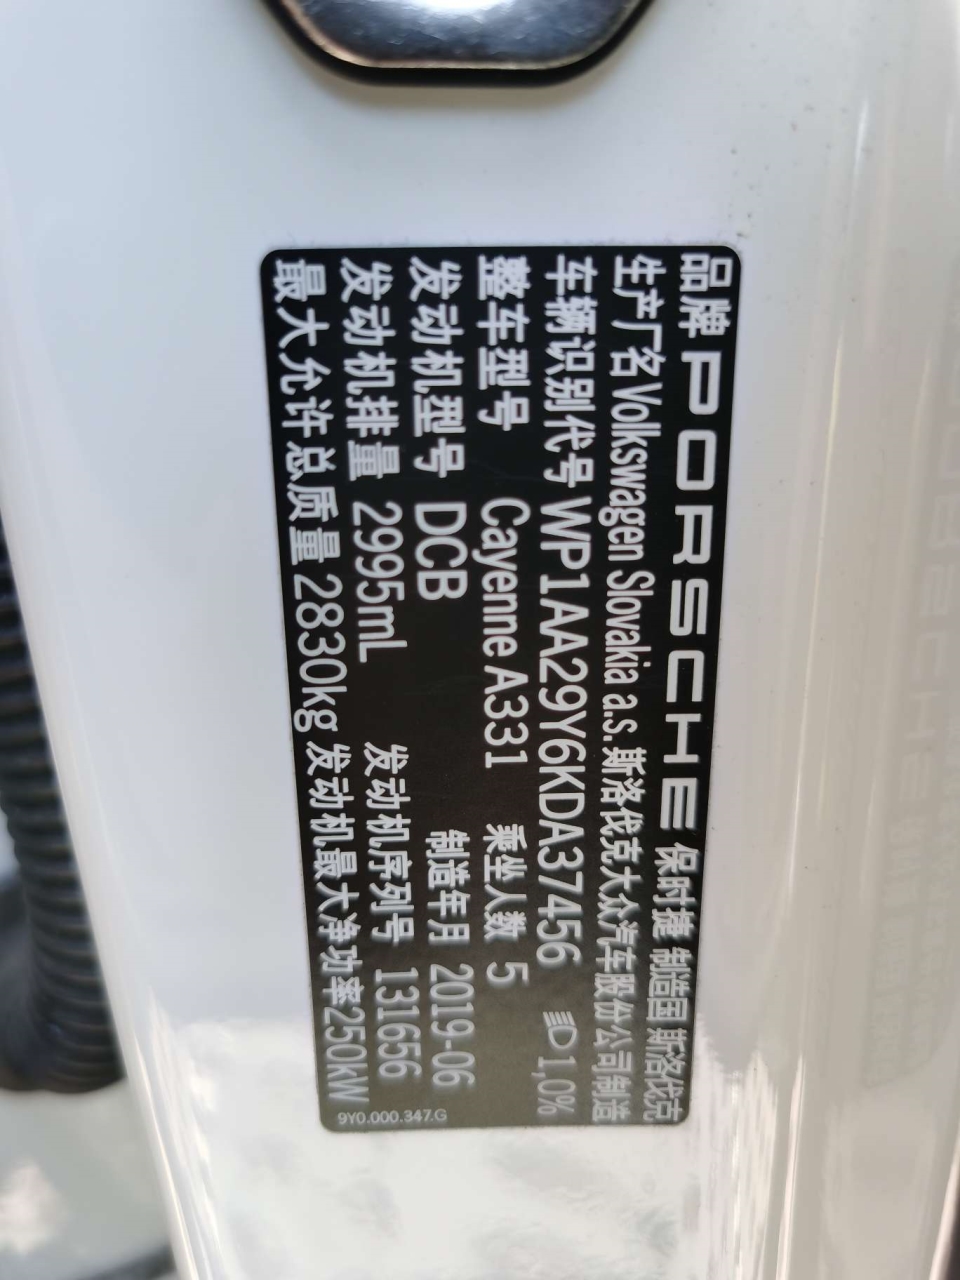 品牌 PORSCHE 保时捷 制造国 斯洛伐克
生产厂名 Volkswagen Slovakia a.s. 斯洛伐克大众汽车股份公司制造
车辆识别代号 WP1AA29Y6KDA37456 1,0%
整车型号 Cayenne A331 乘坐人数 5
发动机型号 DCB 制造年月 2019-06
发动机排量 2995mL 发动机序列号 131656
最大允许总质量 2830kg 发动机最大净功率250kW
9Y0.000.347.G